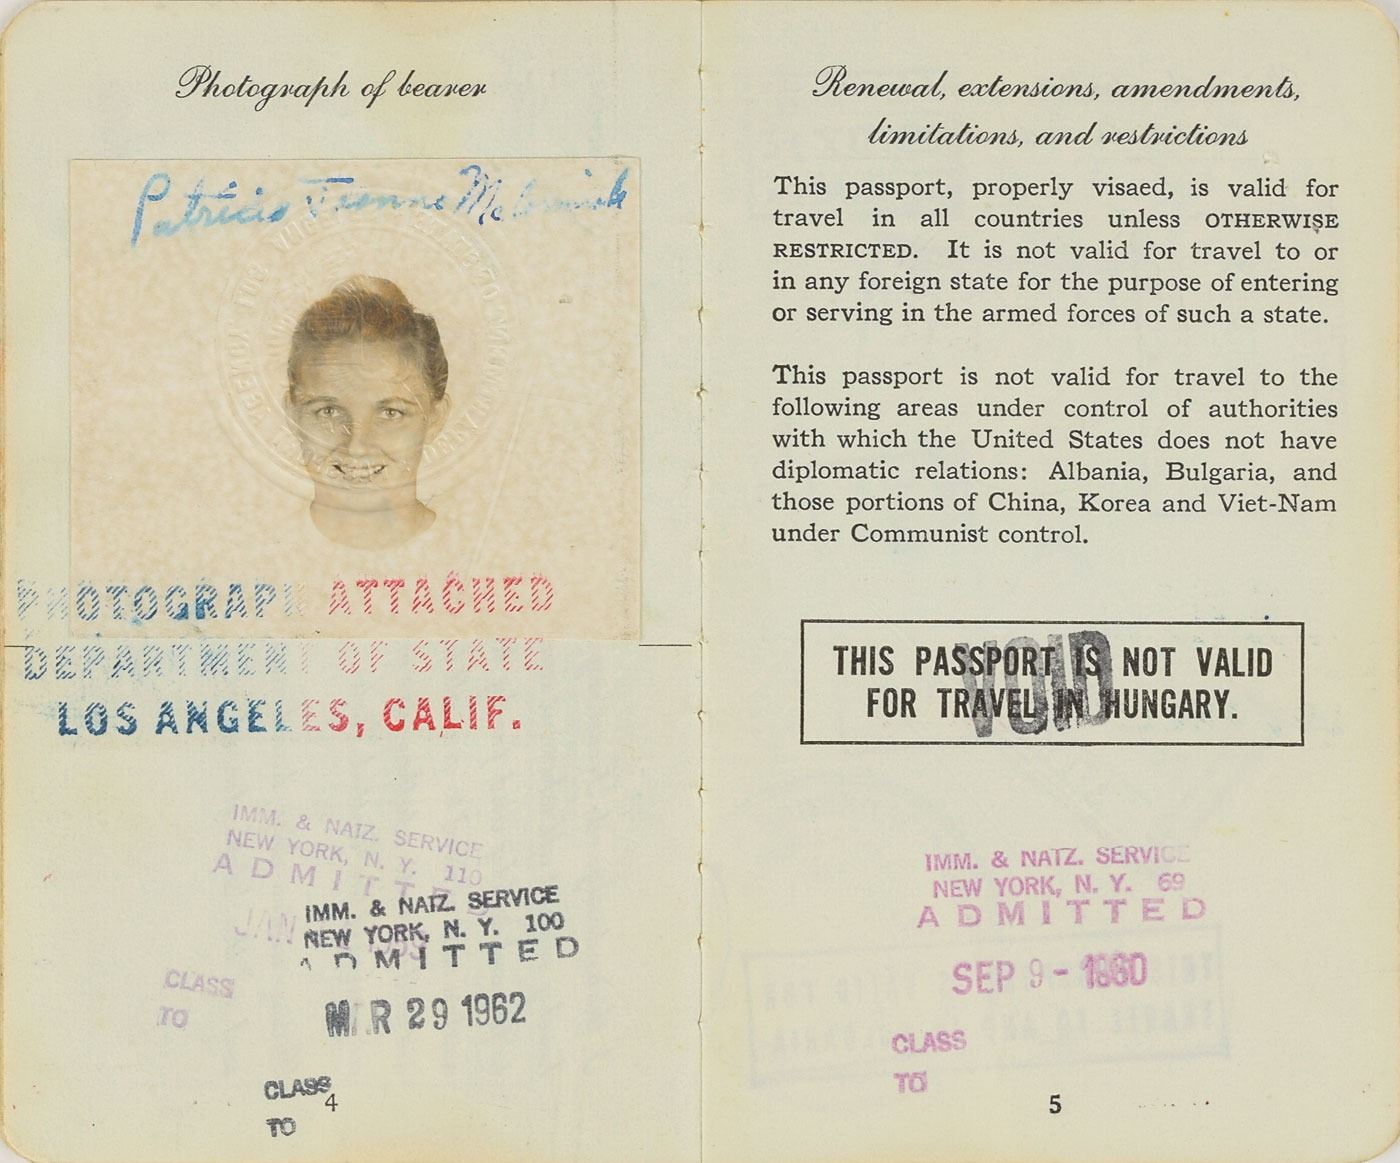 Photograph of bearer
Patricia McCormick
PHOTOGRAPH ATTACHED
DEPARTMENT OF STATE
LOS ANGELES, CALIF.
IMM. & NATZ. SERVICE
NEW YORK, N. Y. 110
ADMITTED
JAN
CLASS
TO
IMM. & NATZ. SERVICE
NEW YORK, N. Y. 100
ADMITTED
MAR 29 1962
CLASS
TO
4
Renewal, extensions, amendments,
limitations, and restrictions
This passport, properly visaed, is valid for
travel in all countries unless OTHERWISE
RESTRICTED. It is not valid for travel to or
in any foreign state for the purpose of entering
or serving in the armed forces of such a state.
This passport is not valid for travel to the
following areas under control of authorities
with which the United States does not have
diplomatic relations: Albania, Bulgaria, and
those portions of China, Korea and Viet-Nam
under Communist control.
THIS PASSPORT IS NOT VALID
FOR TRAVEL IN HUNGARY.
VOID
IMM. & NATZ. SERVICE
NEW YORK, N. Y. 69
ADMITTED
SEP 9 - 1960
CLASS
TO
5